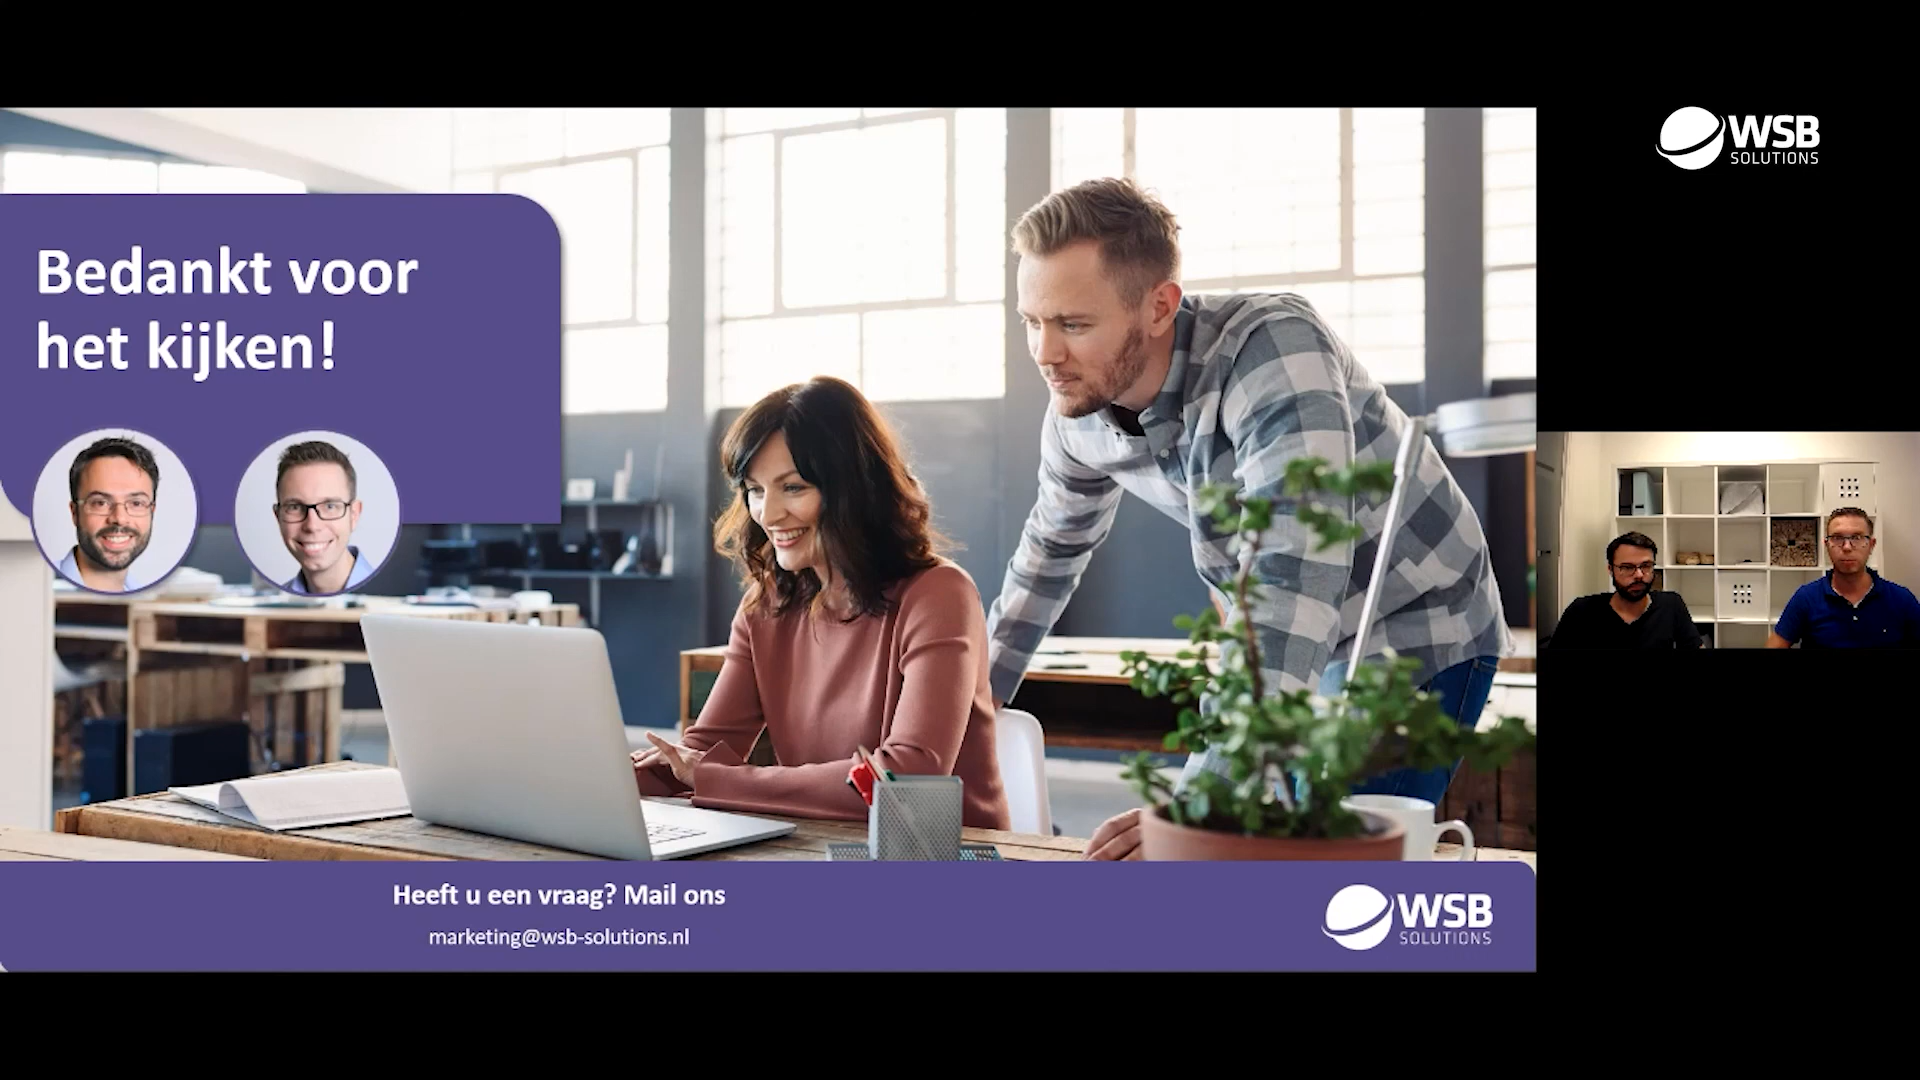 Bedankt voor
het kijken!
Heeft u een vraag? Mail ons
marketing@wsb-solutions.nl
WSB
SOLUTIONS
WSB
SOLUTIONS